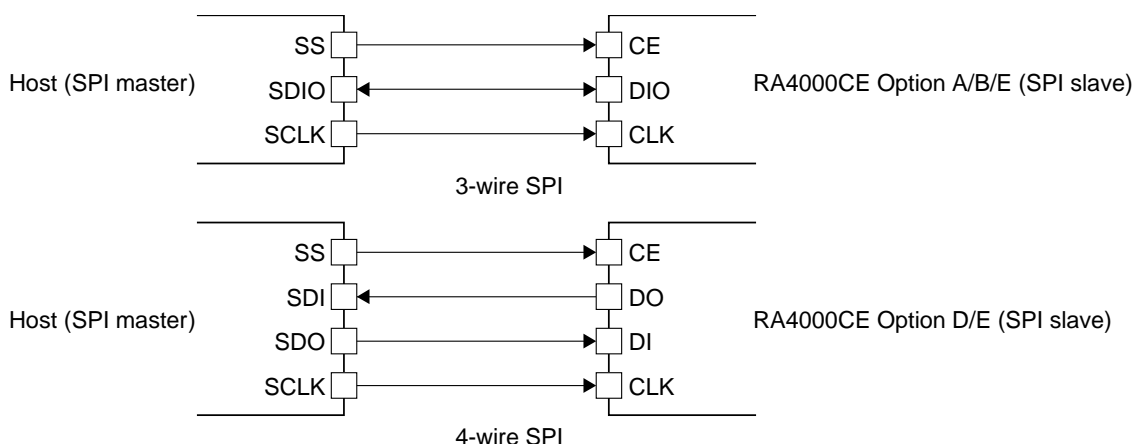 SS CE
Host (SPI master) SDIO DIO RA4000CE Option A/B/E (SPI slave)
SCLK CLK
3-wire SPI
SS CE
SDI DO
Host (SPI master) RA4000CE Option D/E (SPI slave)
SDO DI
SCLK CLK
4-wire SPI